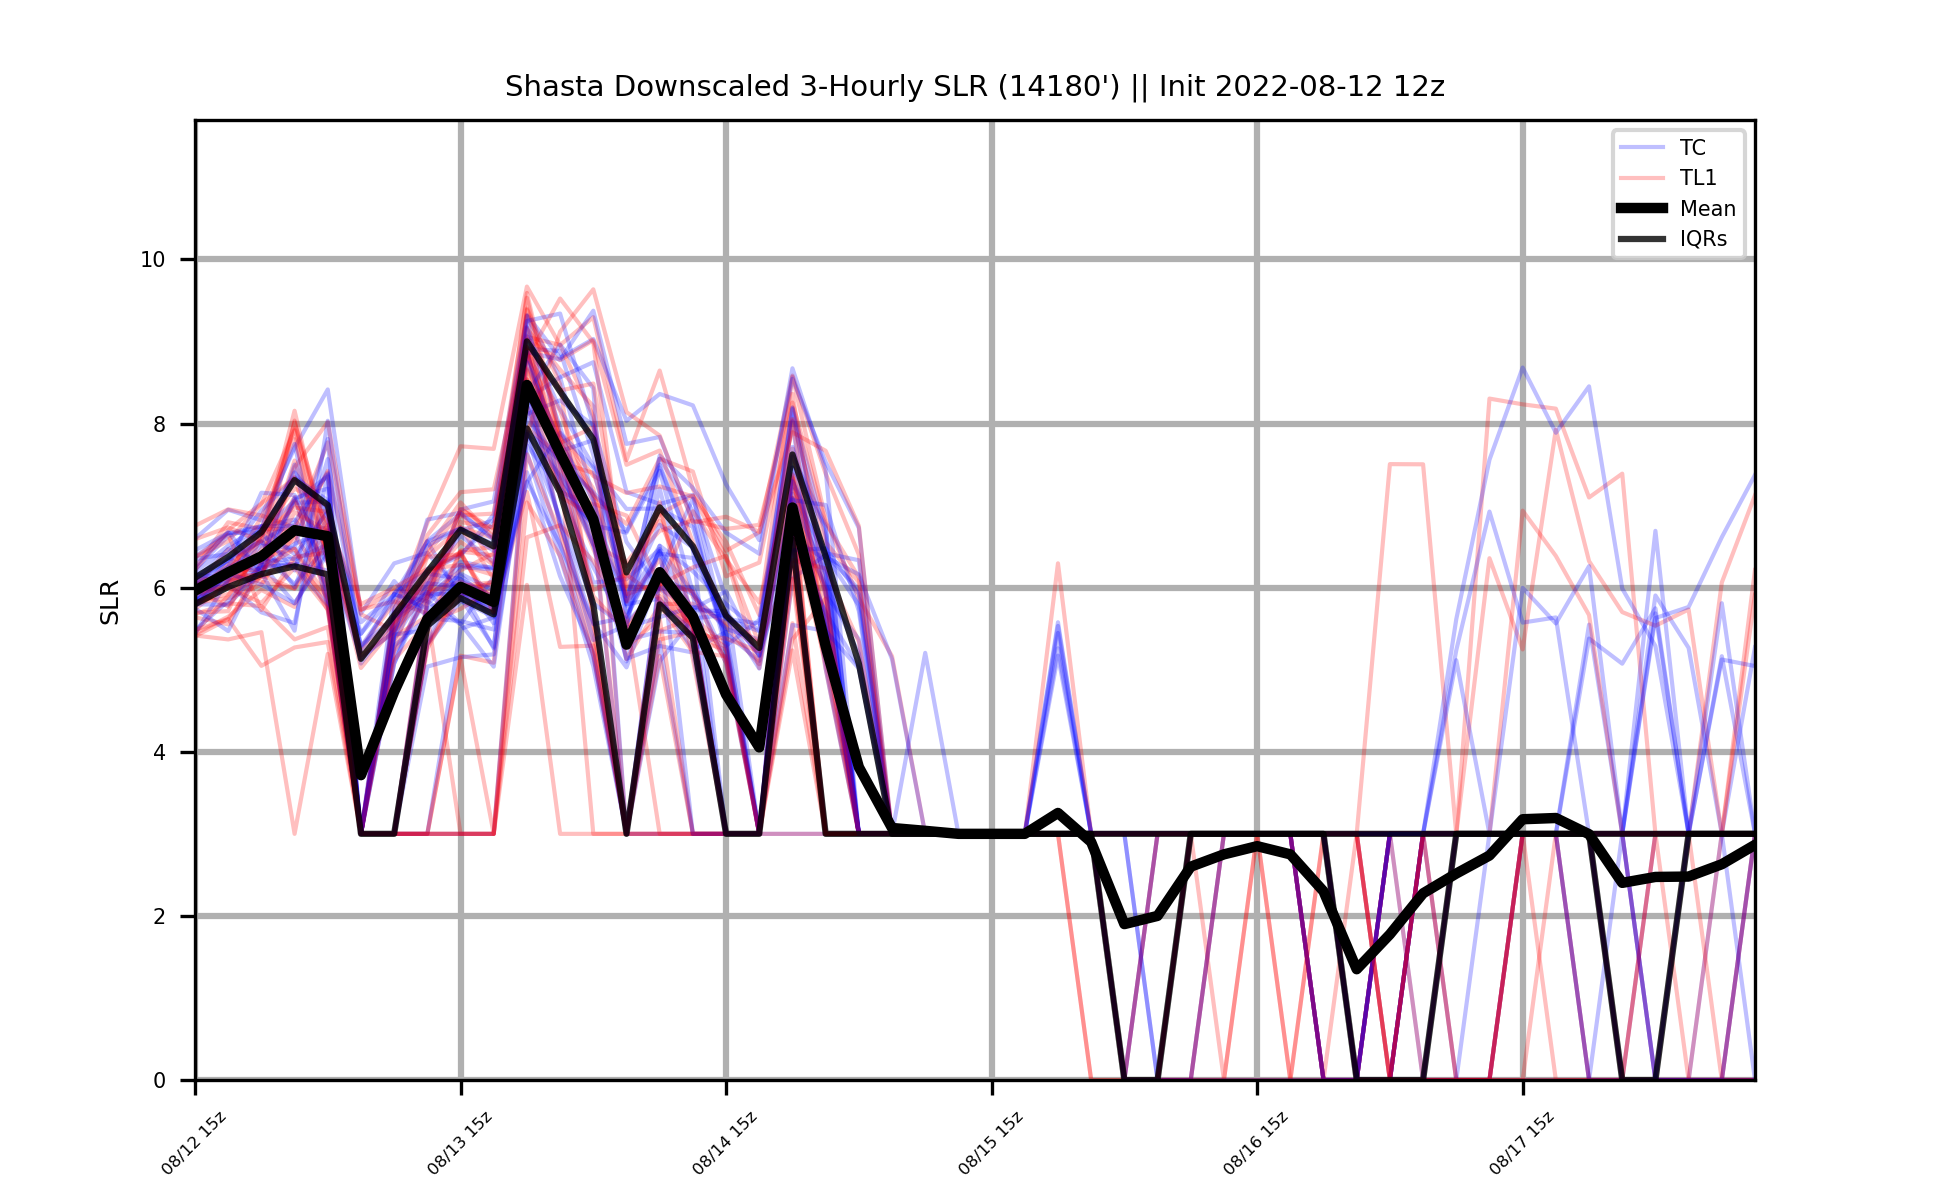 Shasta Downscaled 3-Hourly SLR (14180') || Init 2022-08-12 12z
TC
TL1
Mean
IQRs
SLR
10
8
6
4
2
0
08/12 15z
08/13 15z
08/14 15z
08/15 15z
08/16 15z
08/17 15z